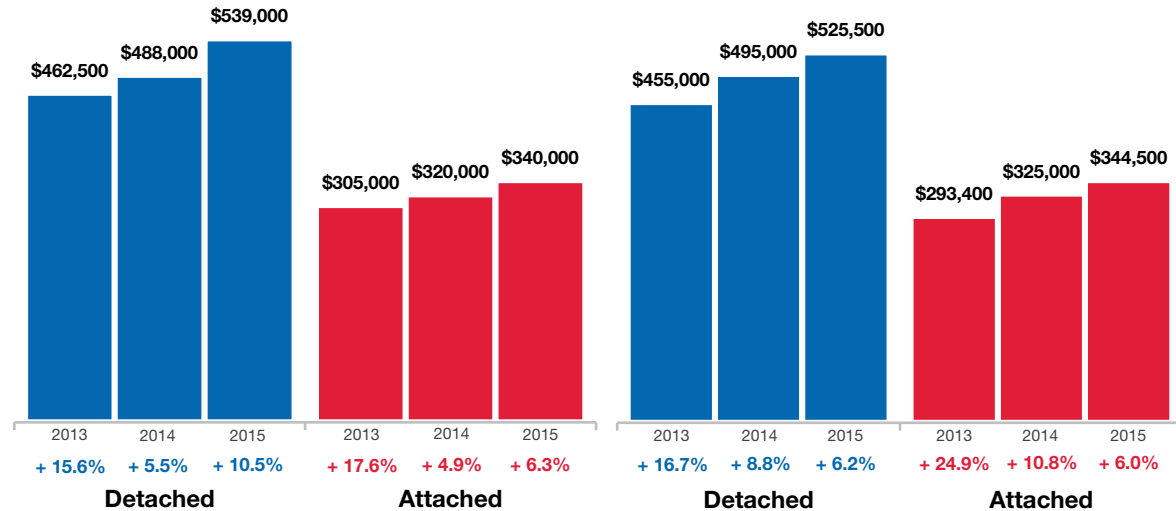 $462,500
$488,000
$539,000
$305,000
$320,000
$340,000
2013 2014 2015 2013 2014 2015
+ 15.6% + 5.5% + 10.5% + 17.6% + 4.9% + 6.3%
Detached Attached
$455,000
$495,000
$525,500
$293,400
$325,000
$344,500
2013 2014 2015 2013 2014 2015
+ 16.7% + 8.8% + 6.2% + 24.9% + 10.8% + 6.0%
Detached Attached